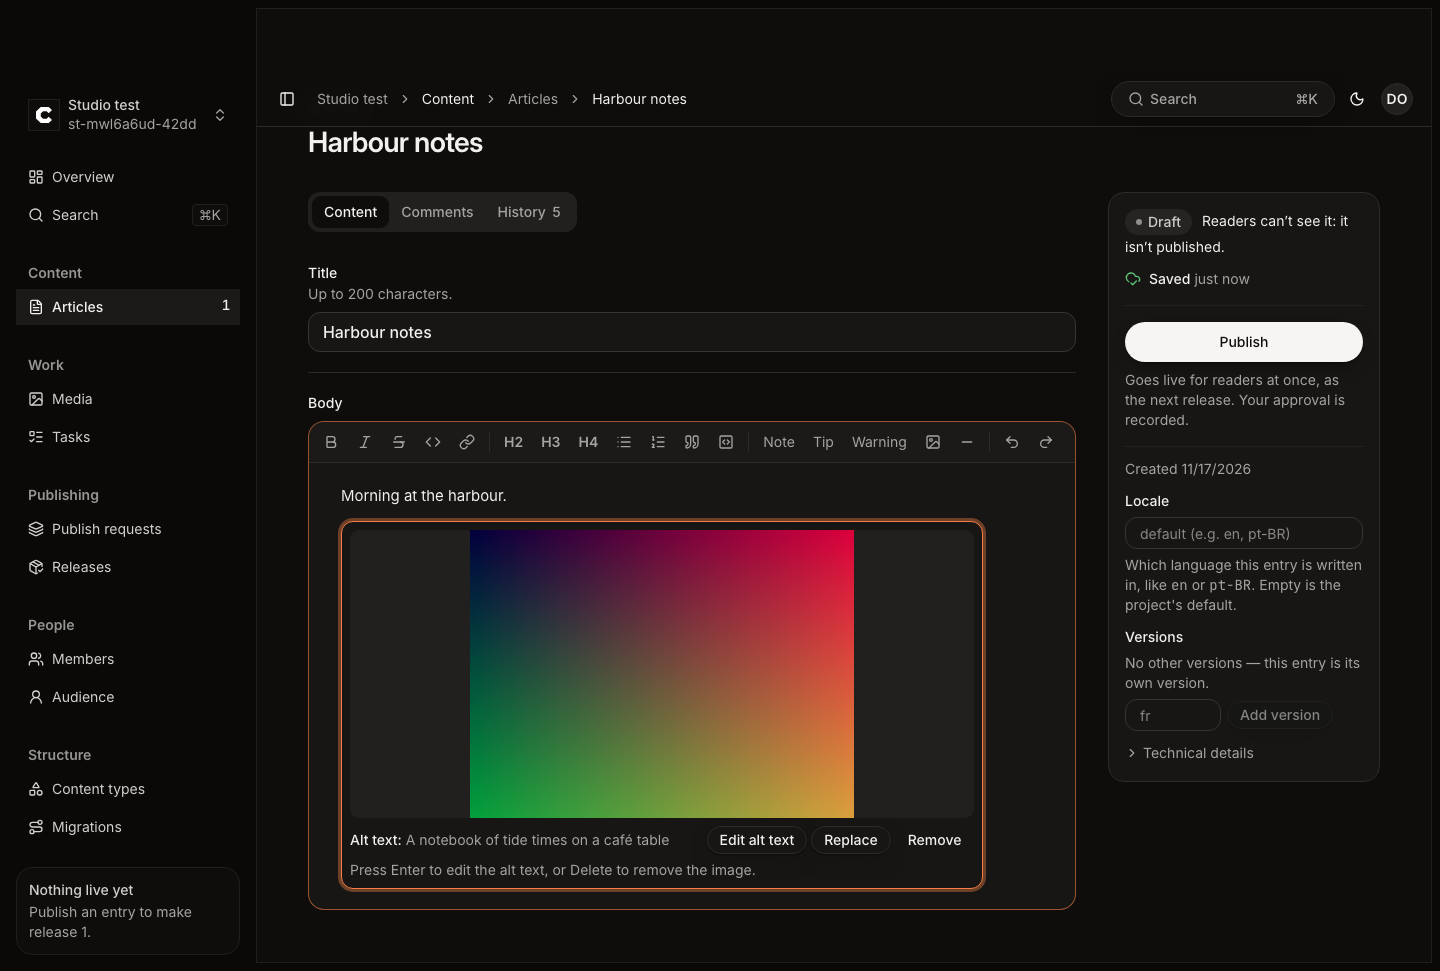 Studio test
st-mwl6a6ud-42dd
Overview
Search ⌘K
Content
Articles 1
Work
Media
Tasks
Publishing
Publish requests
Releases
People
Members
Audience
Structure
Content types
Migrations
Nothing live yet
Publish an entry to make
release 1.
Studio test > Content > Articles > Harbour notes
Search ⌘K
DO
Harbour notes
Content Comments History 5
Title
Up to 200 characters.
Harbour notes
Body
B I S H2 H3 H4 Note Tip Warning
Morning at the harbour.
Alt text: A notebook of tide times on a café table
Edit alt text Replace Remove
Press Enter to edit the alt text, or Delete to remove the image.
Draft Readers can’t see it: it
isn’t published.
Saved just now
Publish
Goes live for readers at once, as
the next release. Your approval is
recorded.
Created 11/17/2026
Locale
default (e.g. en, pt-BR)
Which language this entry is written
in, like en or pt-BR. Empty is the
project's default.
Versions
No other versions — this entry is its
own version.
fr Add version
Technical details